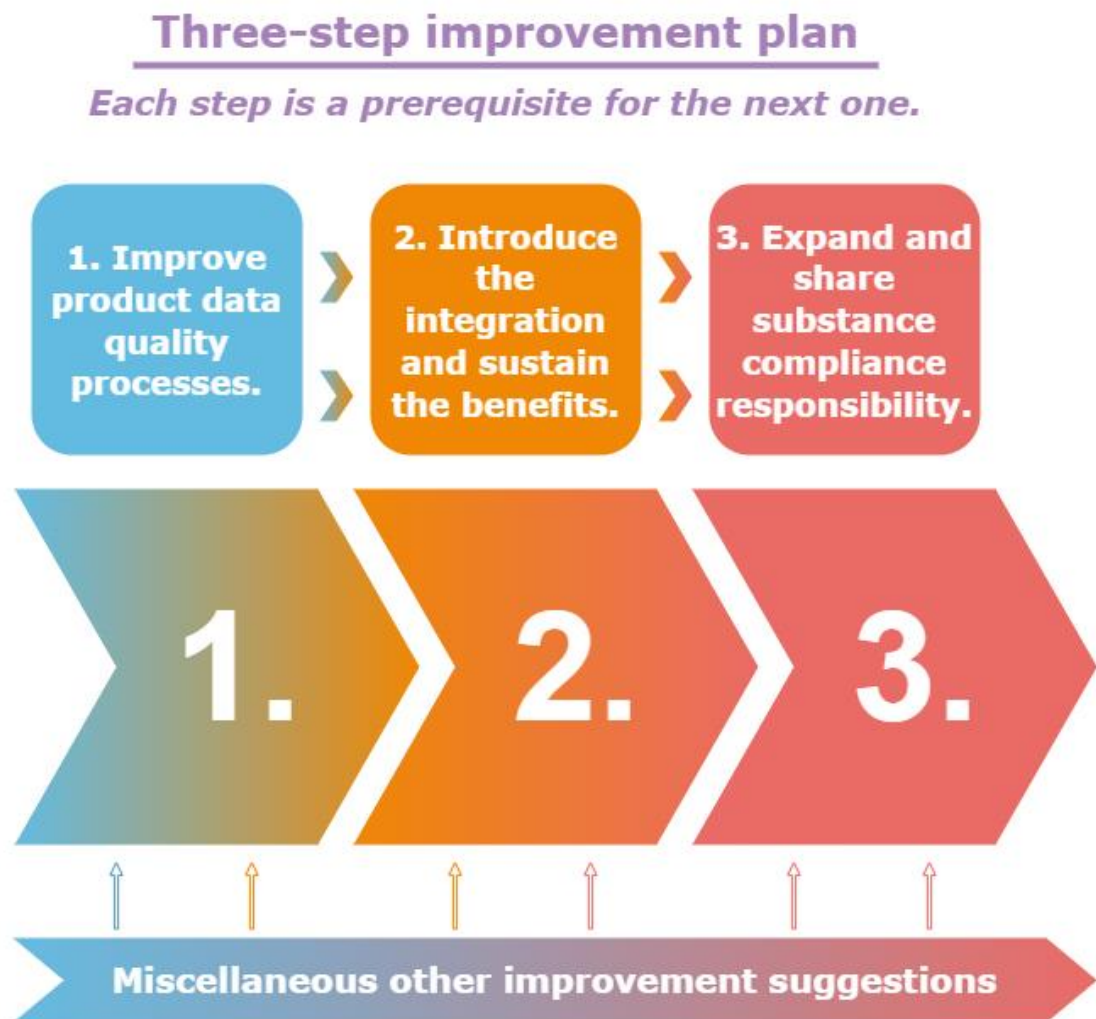 Three-step improvement plan
Each step is a prerequisite for the next one.
1. Improve
product data
quality
processes.
2. Introduce
the
integration
and sustain
the benefits.
3. Expand and
share
substance
compliance
responsibility.
1.
2.
3.
Miscellaneous other improvement suggestions